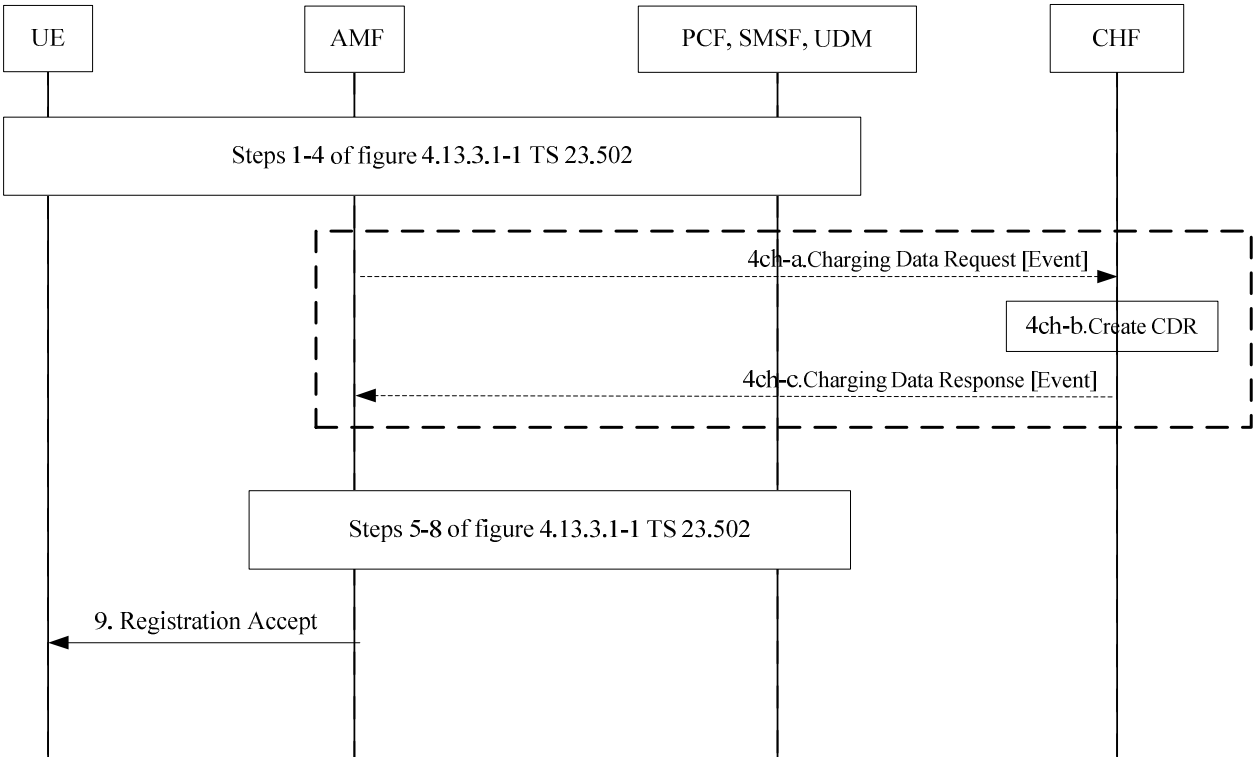 UE
AMF
PCF, SMSF, UDM
CHF
Steps 1-4 of figure 4.13.3.1-1 TS 23.502
4ch-a.Charging Data Request [Event]
4ch-b.Create CDR
4ch-c.Charging Data Response [Event]
Steps 5-8 of figure 4.13.3.1-1 TS 23.502
9. Registration Accept